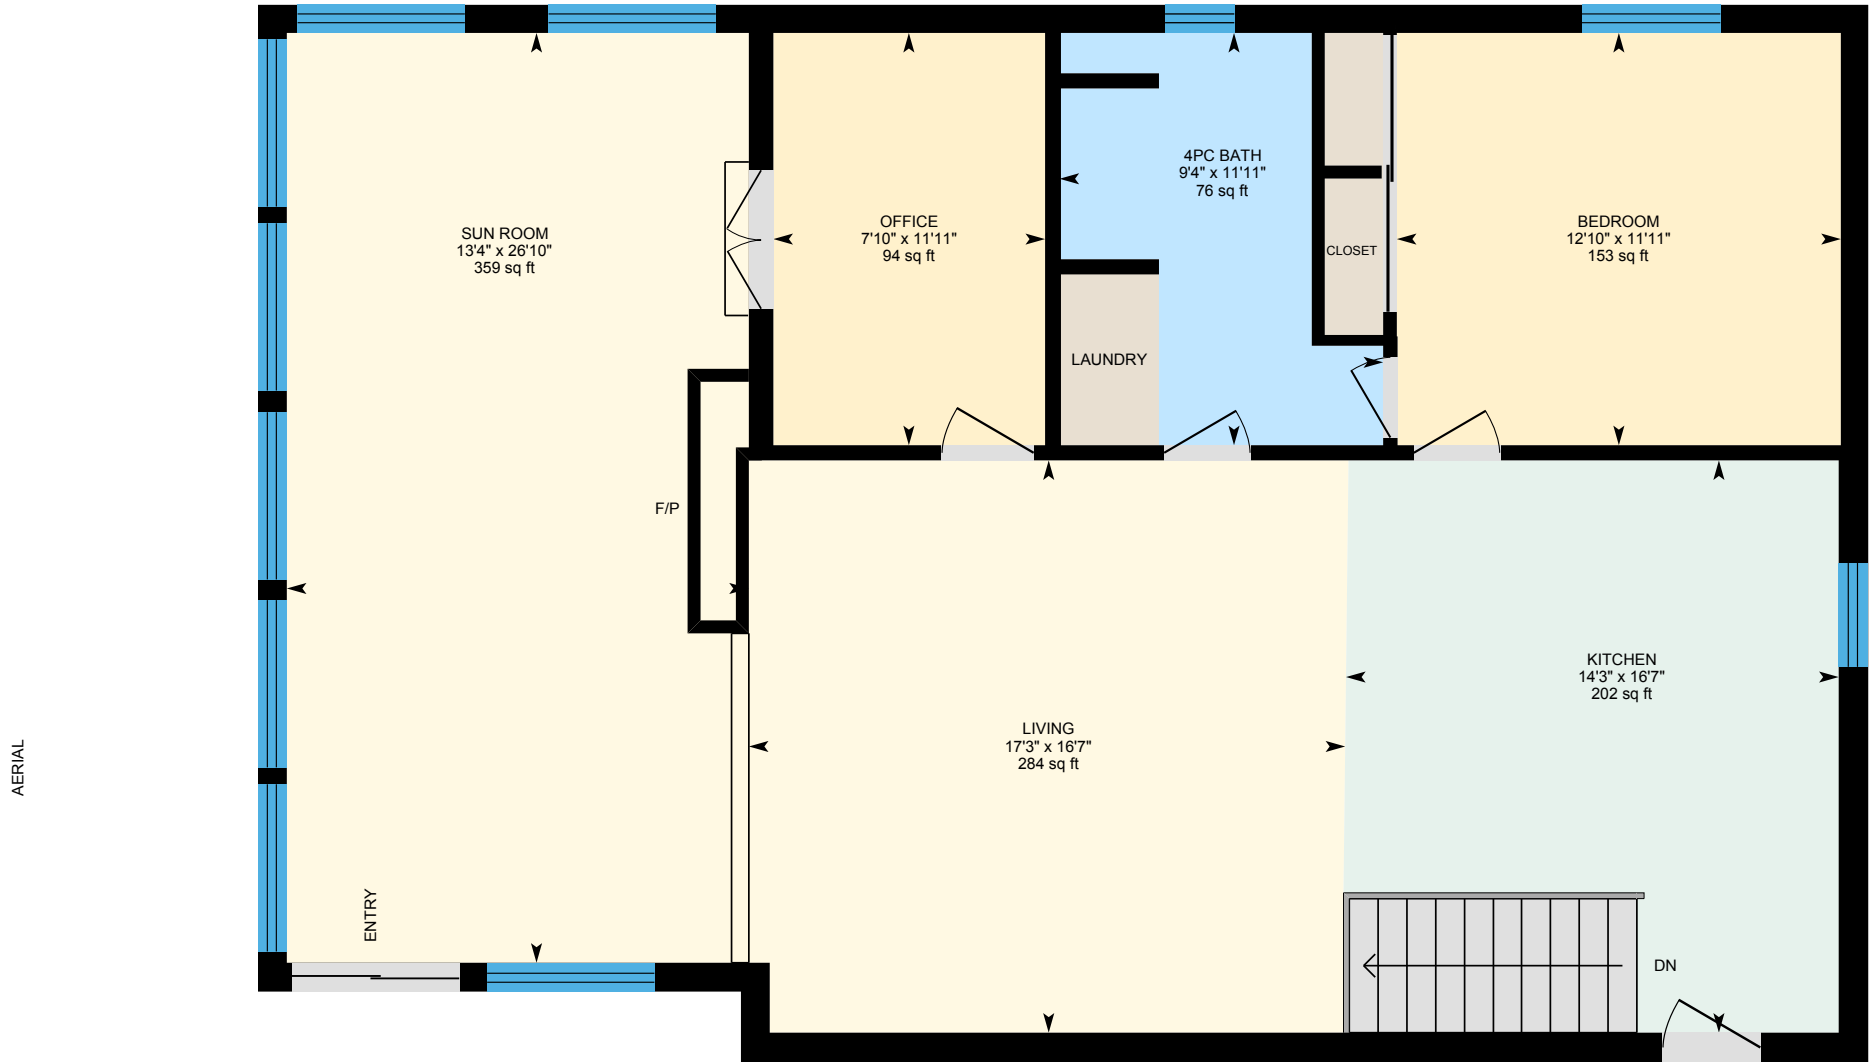 SUN ROOM
13'4" x 26'10"
359 sq ft
OFFICE
7'10" x 11'11"
94 sq ft
4PC BATH
9'4" x 11'11"
76 sq ft
CLOSET
BEDROOM
12'10" x 11'11"
153 sq ft
LAUNDRY
F/P
LIVING
17'3" x 16'7"
284 sq ft
KITCHEN
14'3" x 16'7"
202 sq ft
AERIAL
ENTRY
DN